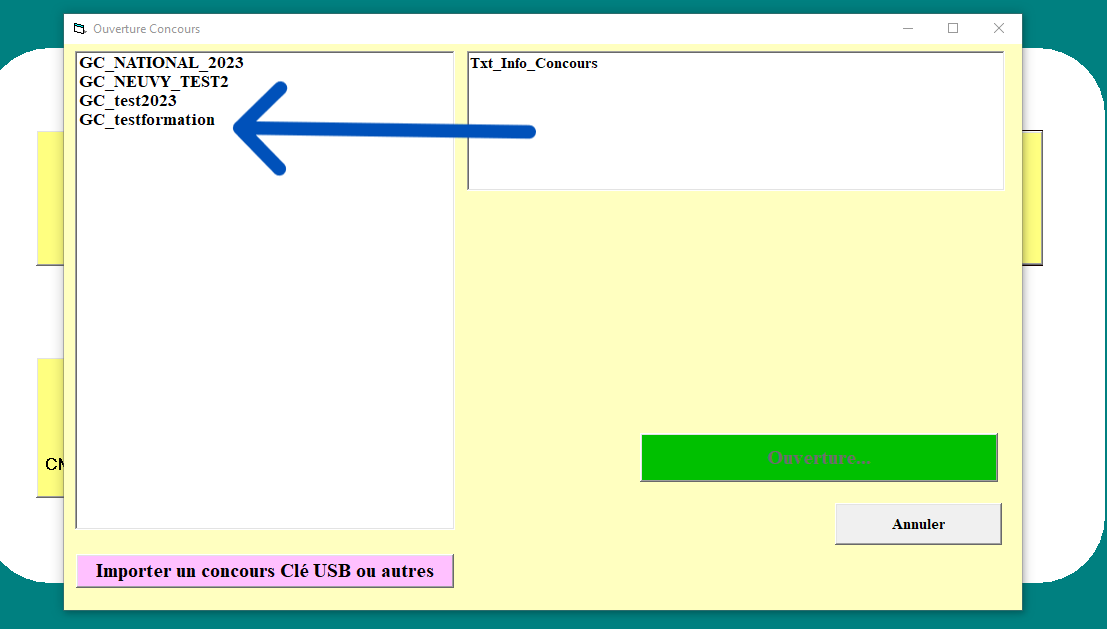 Ouverture Concours
GC_NATIONAL_2023
GC_NEUVY_TEST2
GC_test2023
GC_testformation
Txt_Info_Concours
Ouverture...
Annuler
Importer un concours Clé USB ou autres